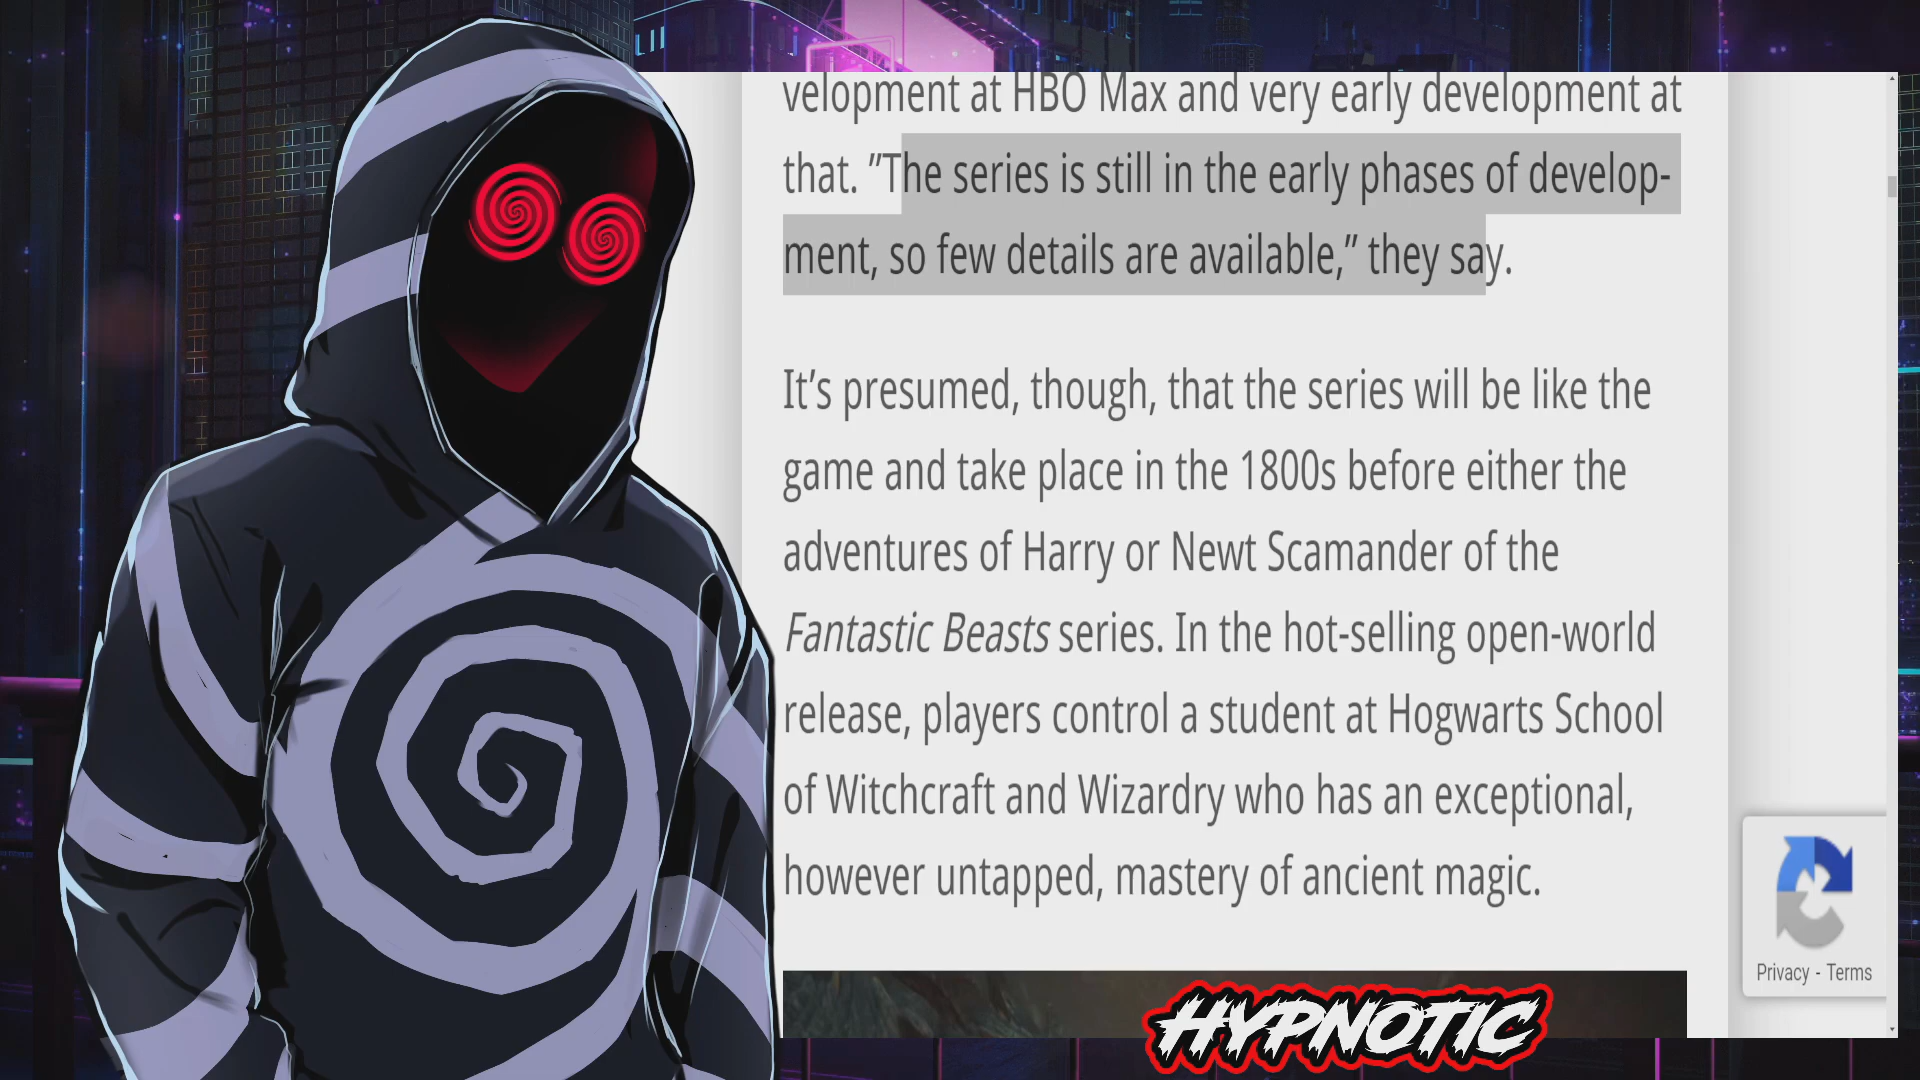 velopment at HBO Max and very early development at
that. ”The series is still in the early phases of develop-
ment, so few details are available,” they say.
It’s presumed, though, that the series will be like the
game and take place in the 1800s before either the
adventures of Harry or Newt Scamander of the
Fantastic Beasts series. In the hot-selling open-world
release, players control a student at Hogwarts School
of Witchcraft and Wizardry who has an exceptional,
however untapped, mastery of ancient magic.
Privacy - Terms
HYPNOTIC